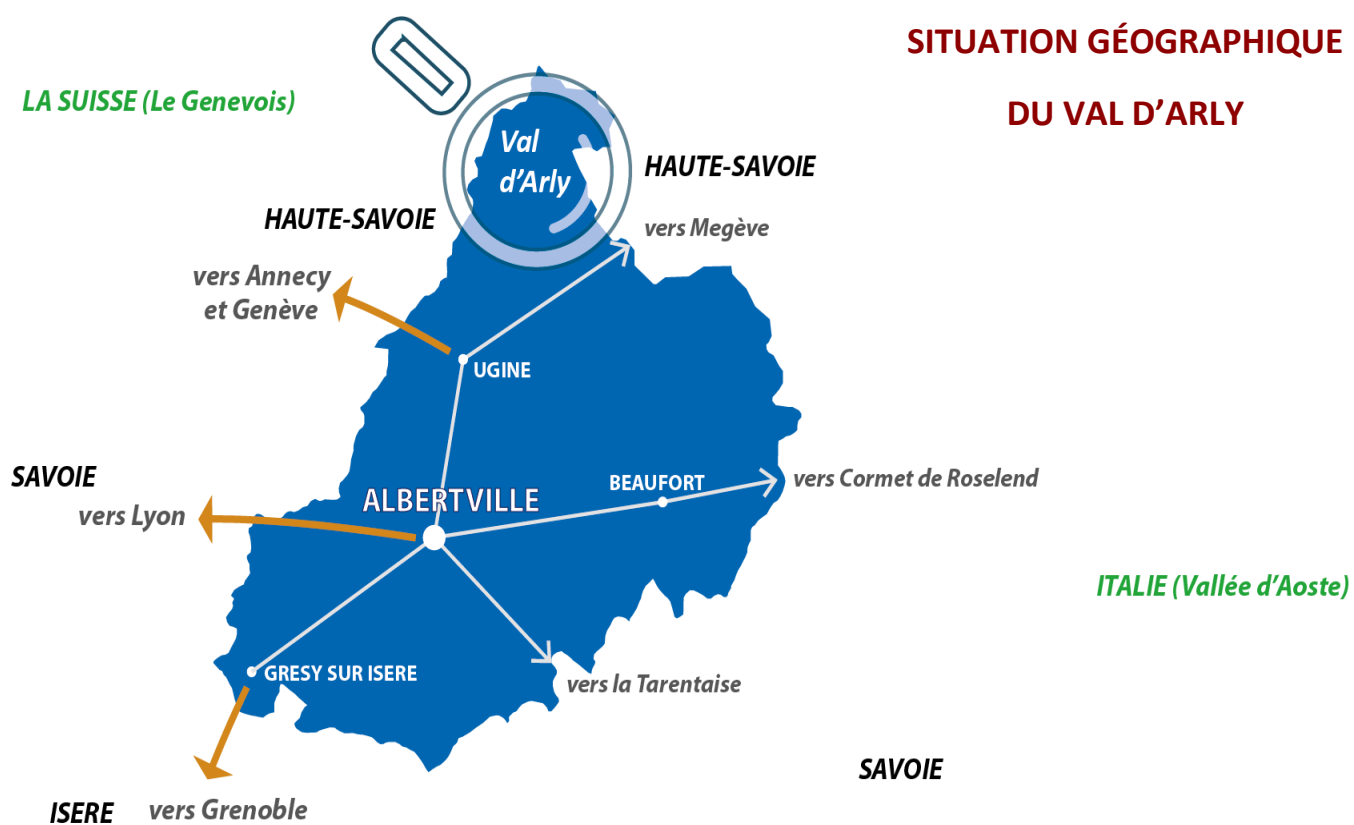 SITUATION GÉOGRAPHIQUE
DU VAL D'ARLY
LA SUISSE (Le Genevois)
Val
d'Arly
HAUTE-SAVOIE
HAUTE-SAVOIE
vers Megève
vers Annecy
et Genève
UGINE
SAVOIE
vers Lyon
ALBERTVILLE
BEAUFORT
vers Cormet de Roselend
ITALIE (Vallée d'Aoste)
GRESY SUR ISERE
vers la Tarentaise
SAVOIE
ISERE
vers Grenoble